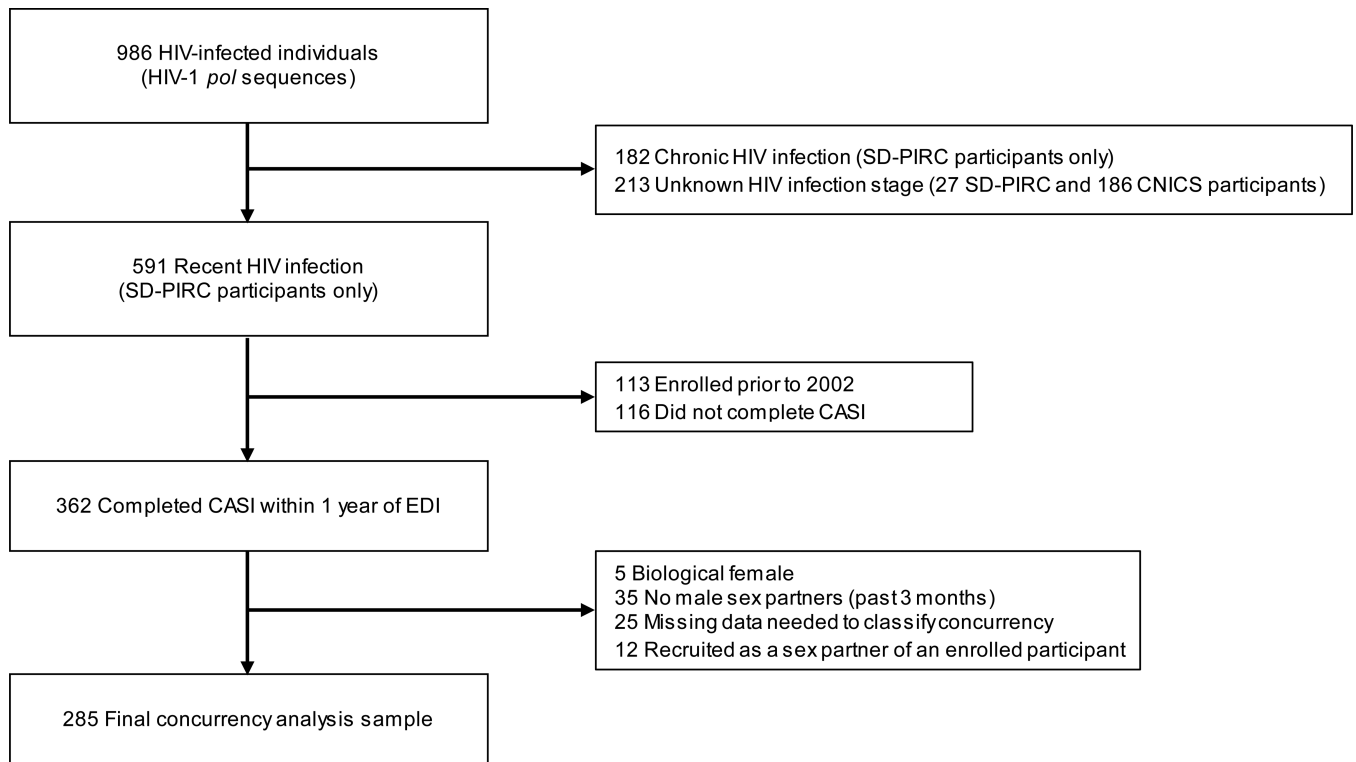 986 HIV-infected individuals
(HIV-1 pol sequences)
182 Chronic HIV infection (SD-PIRC participants only)
213 Unknown HIV infection stage (27 SD-PIRC and 186 CNICS participants)
591 Recent HIV infection
(SD-PIRC participants only)
113 Enrolled prior to 2002
116 Did not complete CASI
362 Completed CASI within 1 year of EDI
5 Biological female
35 No male sex partners (past 3 months)
25 Missing data needed to classify concurrency
12 Recruited as a sex partner of an enrolled participant
285 Final concurrency analysis sample